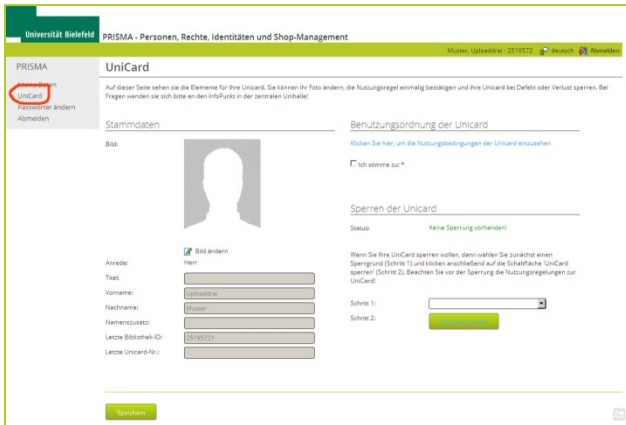 Universität Bielefeld
PRISMA - Personen, Rechte, Identitäten und Shop-Management
Muster, Uploaddrei - 2519572 deutsch Abmelden
PRISMA
Meine Daten
UniCard
Passwörter ändern
Abmelden
UniCard
Auf dieser Seite sehen sie die Elemente für Ihre Unicard. Sie können ihr Foto ändern, die Nutzungsregel einmalig bestätigen und ihre Unicard bei Defekt oder Verlust sperren. Bei
Fragen wenden sie sich bitte an den InfoPunkt in der zentralen Unihalle!
Stammdaten
Bild:
Bild ändern
Anrede: Herr
Titel:
Vorname: Uploaddrei
Nachname: Muster
Namenszusatz:
Letzte Bibliothek-ID: 25195721
Letzte Unicard-Nr.:
Benutzungsordnung der Unicard
Klicken Sie hier, um die Nutzungsbedingungen der Unicard einzusehen
Ich stimme zu: *
Sperren der Unicard
Status: Keine Sperrung vorhanden!
Wenn Sie Ihre UniCard sperren wollen, dann wählen Sie zunächst einen
Sperrgrund (Schritt 1) und klicken anschließend auf die Schaltfläche 'UniCard
sperren' (Schritt 2). Beachten Sie vor der Sperrung die Nutzungsregelungen zur
UniCard!
Schritt 1:
Schritt 2:
Speichern